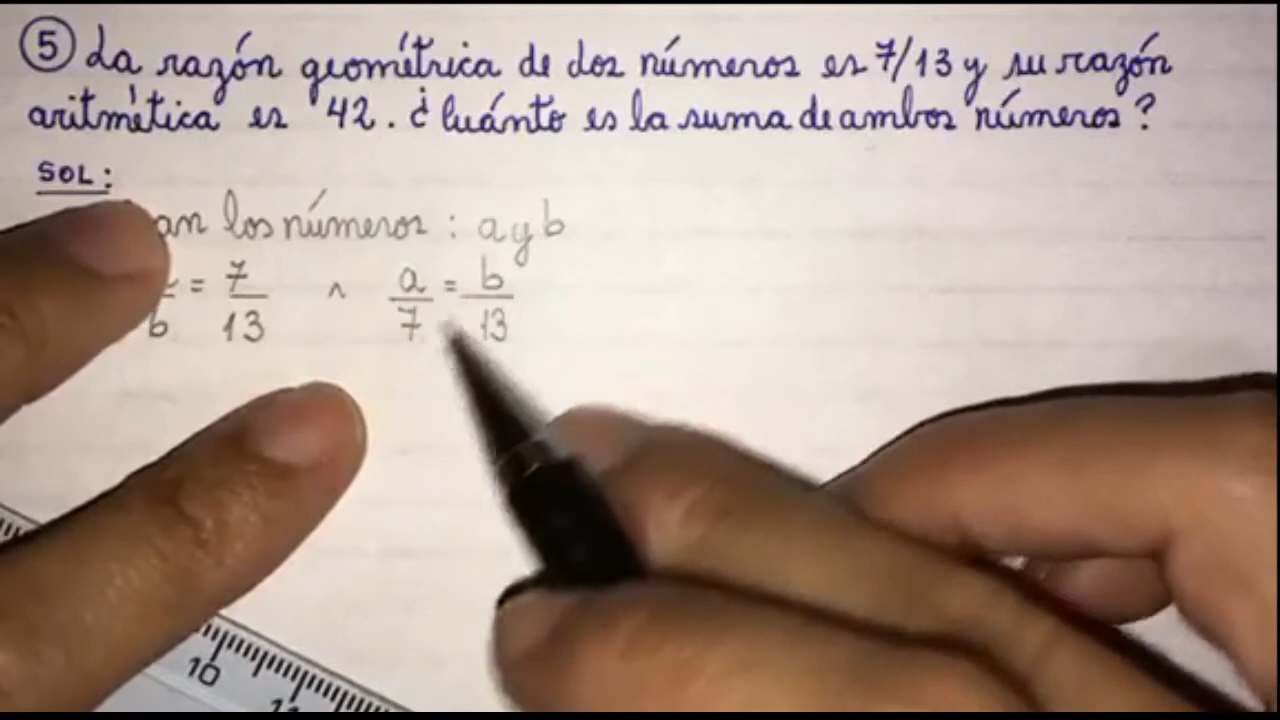 5 La razón geométrica de dos números es 7/13 y su razón
aritmética es 42. ¿Cuánto es la suma de ambos números?
SOL:
los números: a y b
= 7/13 ^ a/7 = b/13
10